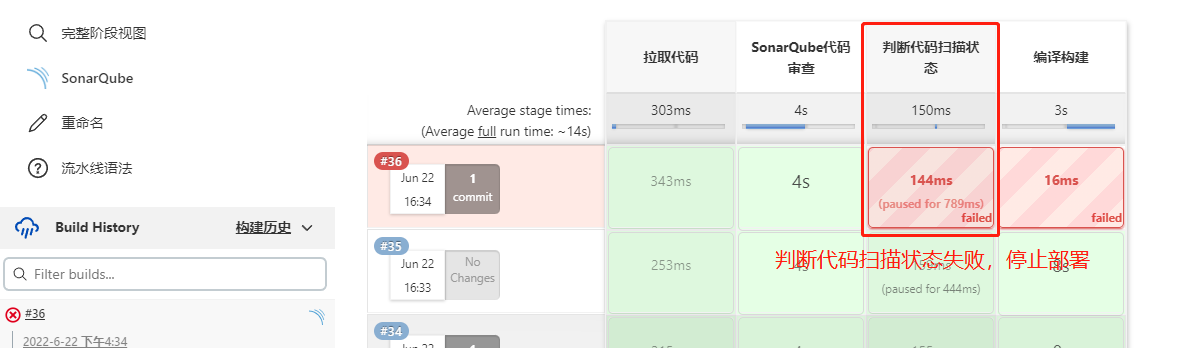 完整阶段视图
SonarQube
重命名
流水线语法
Build History
构建历史
Filter builds...
#36
2022-6-22 下午4:34
拉取代码
SonarQube代码
审查
判断代码扫描状
态
编译构建
Average stage times:
(Average full run time: ~14s)
303ms
4s
150ms
3s
#36
Jun 22
16:34
1
commit
343ms
4s
144ms
(paused for 789ms)
failed
16ms
failed
#35
Jun 22
16:33
No
Changes
253ms
判断代码扫描状态失败，停止部署
(paused for 444ms)
8s
#34